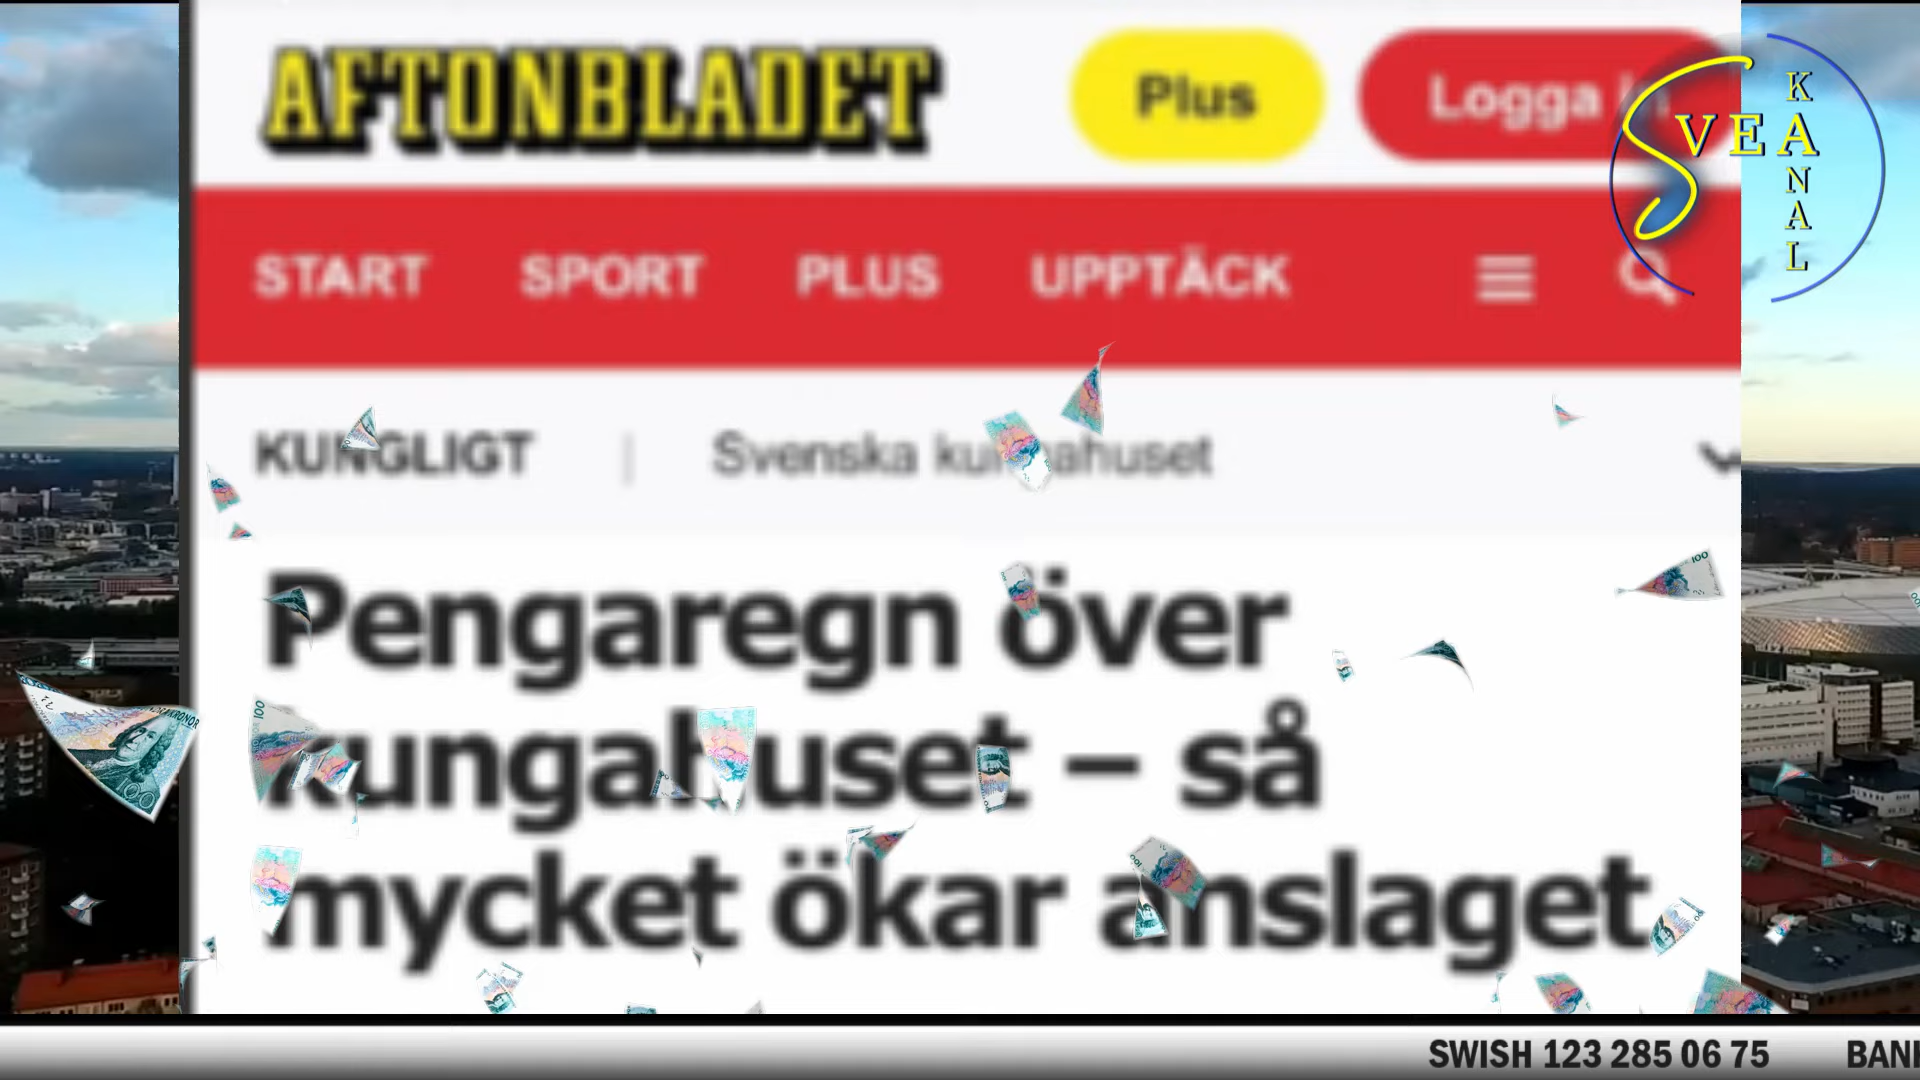 AFTONBLADET
Plus
Logga in
SVEA
KANAL
START SPORT PLUS UPPTÄCK
KUNGLIGT | Svenska kungahuset
Pengaregn över
kungahuset – så
mycket ökar anslaget
SWISH 123 285 06 75